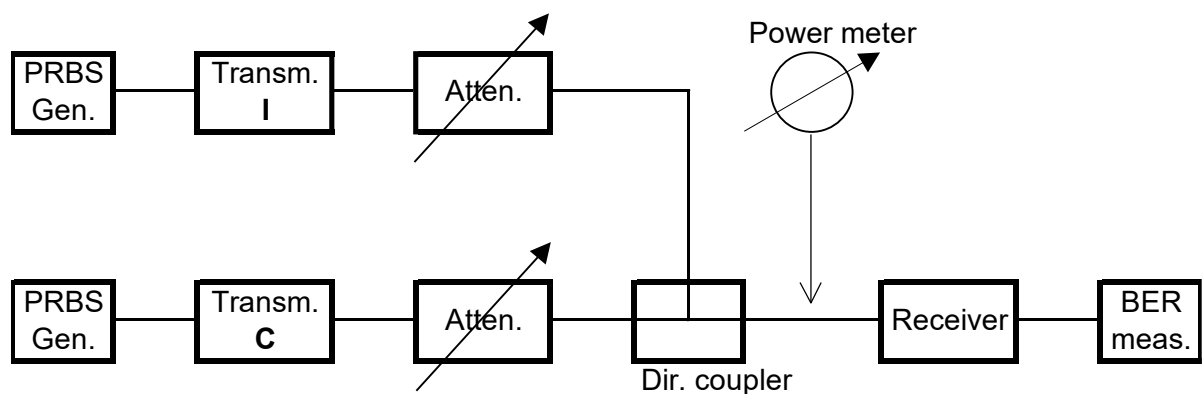 Power meter
PRBS
Gen.
Transm.
I
Atten.
PRBS
Gen.
Transm.
C
Atten.
Dir. coupler
Receiver
BER
meas.